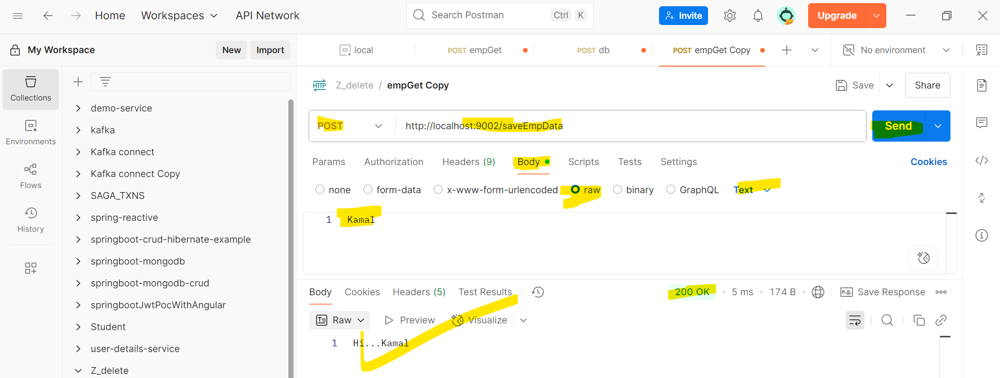 Home Workspaces API Network Search Postman Ctrl K Invite Upgrade
My Workspace New Import local POST empGet POST db POST empGet Copy No environment
Collections
Environments
Flows
History
demo-service
kafka
Kafka connect
Kafka connect Copy
SAGA_TXNS
spring-reactive
springboot-crud-hibernate-example
springboot-mongodb
springboot-mongodb-crud
springbootJwtPocWithAngular
Student
user-details-service
Z_delete
HTTP Z_delete / empGet Copy Save Share
POST http://localhost:9002/saveEmpData Send
Params Authorization Headers (9) Body Scripts Tests Settings Cookies
none form-data x-www-form-urlencoded raw binary GraphQL Text
1 Kamal
Body Cookies Headers (5) Test Results 200 OK • 5 ms • 174 B • e.g. Save Response
Raw Preview Visualize
1 Hi...Kamal